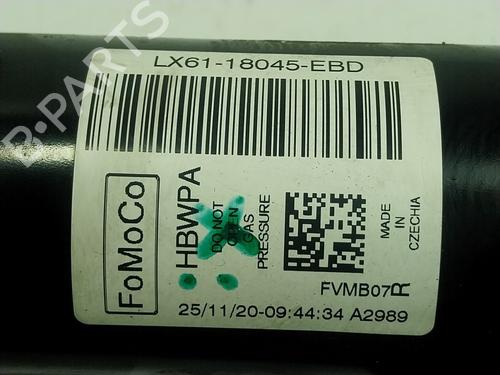 LX61-18045-EBD
FoMoCo
HBWPA
DO NOT
OPEN
GAS
PRESSURE
MADE
IN
CZECHIA
FVMB07R
25/11/20-09:44:34 A2989
B-PARTS